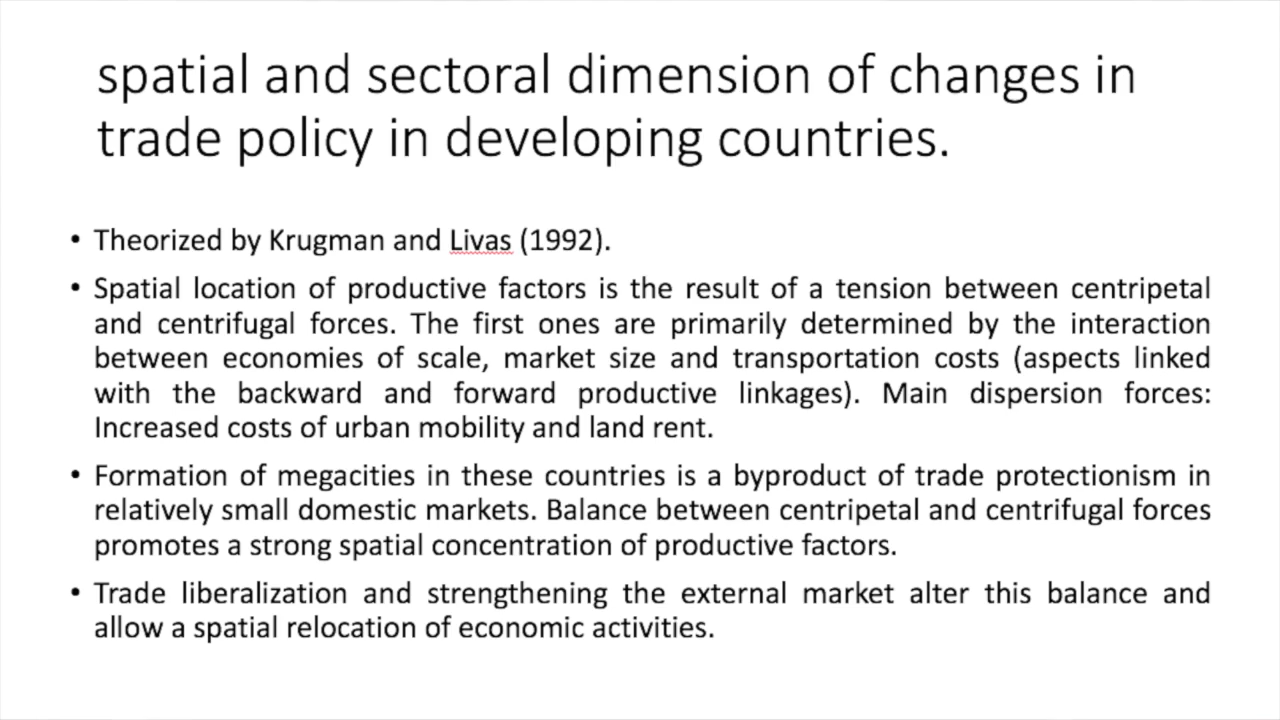 spatial and sectoral dimension of changes in
trade policy in developing countries.
• Theorized by Krugman and Livas (1992).
• Spatial location of productive factors is the result of a tension between centripetal
and centrifugal forces. The first ones are primarily determined by the interaction
between economies of scale, market size and transportation costs (aspects linked
with the backward and forward productive linkages). Main dispersion forces:
Increased costs of urban mobility and land rent.
• Formation of megacities in these countries is a byproduct of trade protectionism in
relatively small domestic markets. Balance between centripetal and centrifugal forces
promotes a strong spatial concentration of productive factors.
• Trade liberalization and strengthening the external market alter this balance and
allow a spatial relocation of economic activities.